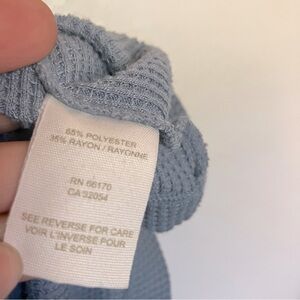 65% POLYESTER
35% RAYON / RAYONNE
RN 66170
CA 32054
SEE REVERSE FOR CARE
VOIR L'INVERSE POUR
LE SOIN